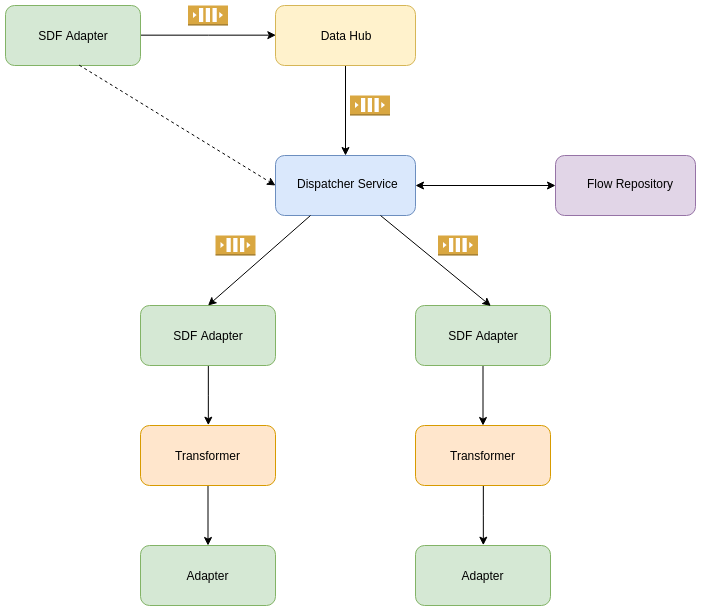 SDF Adapter
Data Hub
Dispatcher Service
Flow Repository
SDF Adapter
SDF Adapter
Transformer
Transformer
Adapter
Adapter